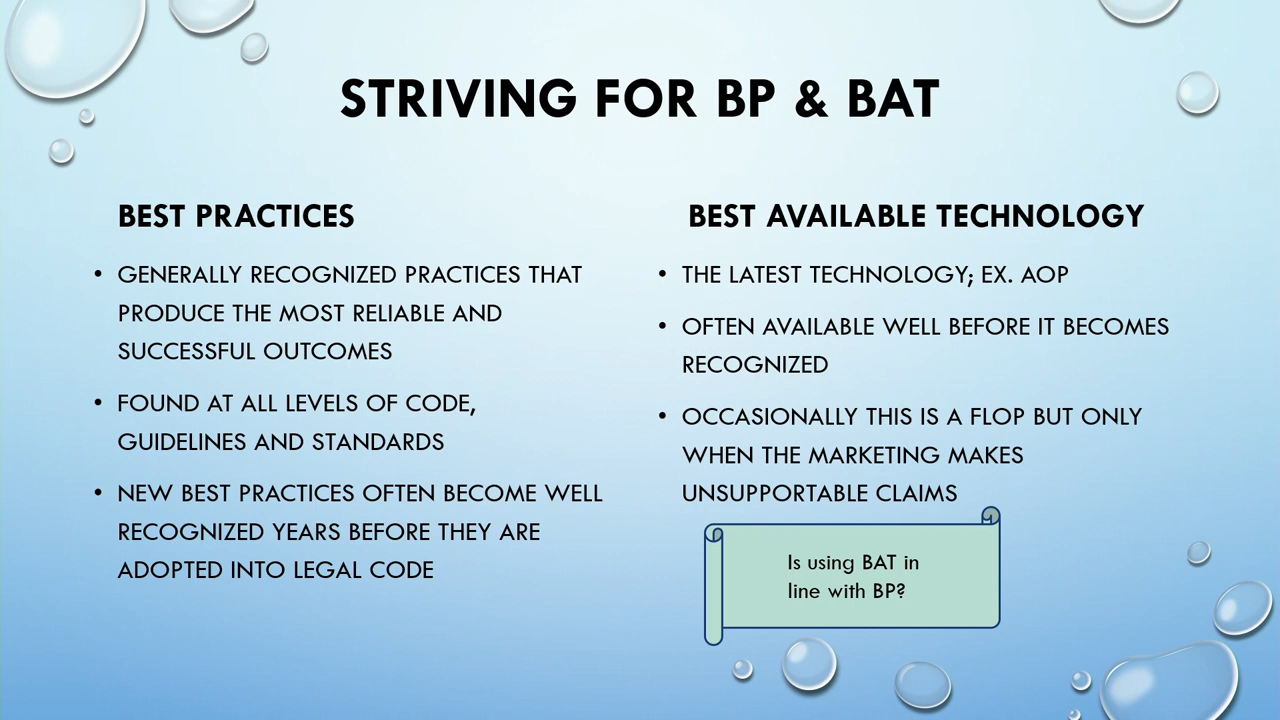 STRIVING FOR BP & BAT
BEST PRACTICES
• GENERALLY RECOGNIZED PRACTICES THAT
PRODUCE THE MOST RELIABLE AND
SUCCESSFUL OUTCOMES
• FOUND AT ALL LEVELS OF CODE,
GUIDELINES AND STANDARDS
• NEW BEST PRACTICES OFTEN BECOME WELL
RECOGNIZED YEARS BEFORE THEY ARE
ADOPTED INTO LEGAL CODE
BEST AVAILABLE TECHNOLOGY
• THE LATEST TECHNOLOGY; EX. AOP
• OFTEN AVAILABLE WELL BEFORE IT BECOMES
RECOGNIZED
• OCCASIONALLY THIS IS A FLOP BUT ONLY
WHEN THE MARKETING MAKES
UNSUPPORTABLE CLAIMS
Is using BAT in
line with BP?